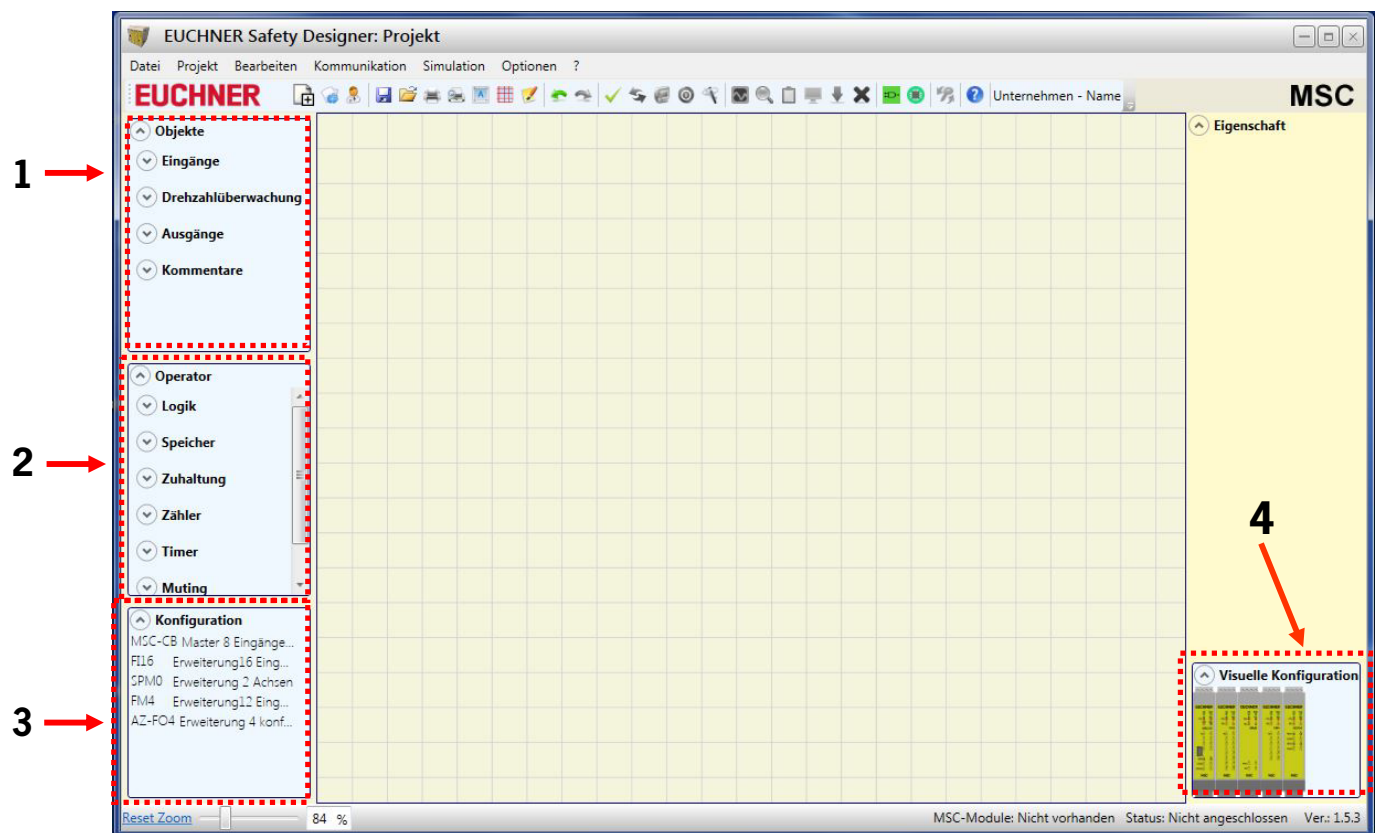 EUCHNER Safety Designer: Projekt
Datei Projekt Bearbeiten Kommunikation Simulation Optionen ?
EUCHNER Unternehmen - Name MSC
Objekte
Eingänge
Drehzahlüberwachung
Ausgänge
Kommentare
1
Operator
Logik
Speicher
Zuhaltung
Zähler
Timer
Muting
2
Konfiguration
MSC-CB Master 8 Eingänge...
FI16 Erweiterung16 Eing...
SPM0 Erweiterung 2 Achsen
FM4 Erweiterung12 Eing...
AZ-FO4 Erweiterung 4 konf...
3
Eigenschaft
4
Visuelle Konfiguration
Reset Zoom 84 % MSC-Module: Nicht vorhanden Status: Nicht angeschlossen Ver.: 1.5.3